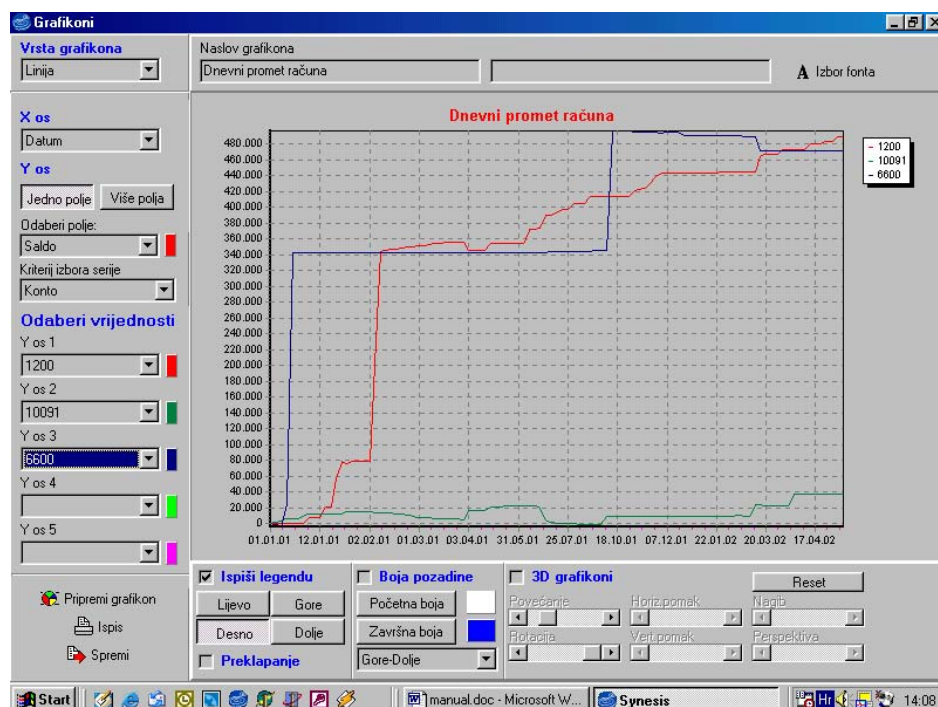 Grafikoni
Vrsta grafikona
Linija
Naslov grafikona
Dnevni promet računa
A Izbor fonta
X os
Datum
Y os
Jedno polje
Više polja
Odaberi polje:
Saldo
Kriterij izbora serije
Konto
Odaberi vrijednosti
Y os 1
1200
Y os 2
10091
Y os 3
6600
Y os 4
Y os 5
Pripremi grafikon
Ispis
Spremi
Dnevni promet računa
480.000
460.000
440.000
420.000
400.000
380.000
360.000
340.000
320.000
300.000
280.000
260.000
240.000
220.000
200.000
180.000
160.000
140.000
120.000
100.000
80.000
60.000
40.000
20.000
0
01.01.01 12.01.01 02.02.01 01.03.01 03.04.01 31.05.01 25.07.01 18.10.01 07.12.01 22.01.02 20.03.02 17.04.02
1200
10091
6600
Ispiši legendu
Lijevo
Gore
Desno
Dolje
Preklapanje
Boja pozadine
Početna boja
Završna boja
Gore-Dolje
3D grafikoni
Reset
Povećanje
Horiz.pomak
Nagib
Rotacija
Vert.pomak
Perspektiva
Start
manual.doc - Microsoft W...
Synesis
Hr
14:08